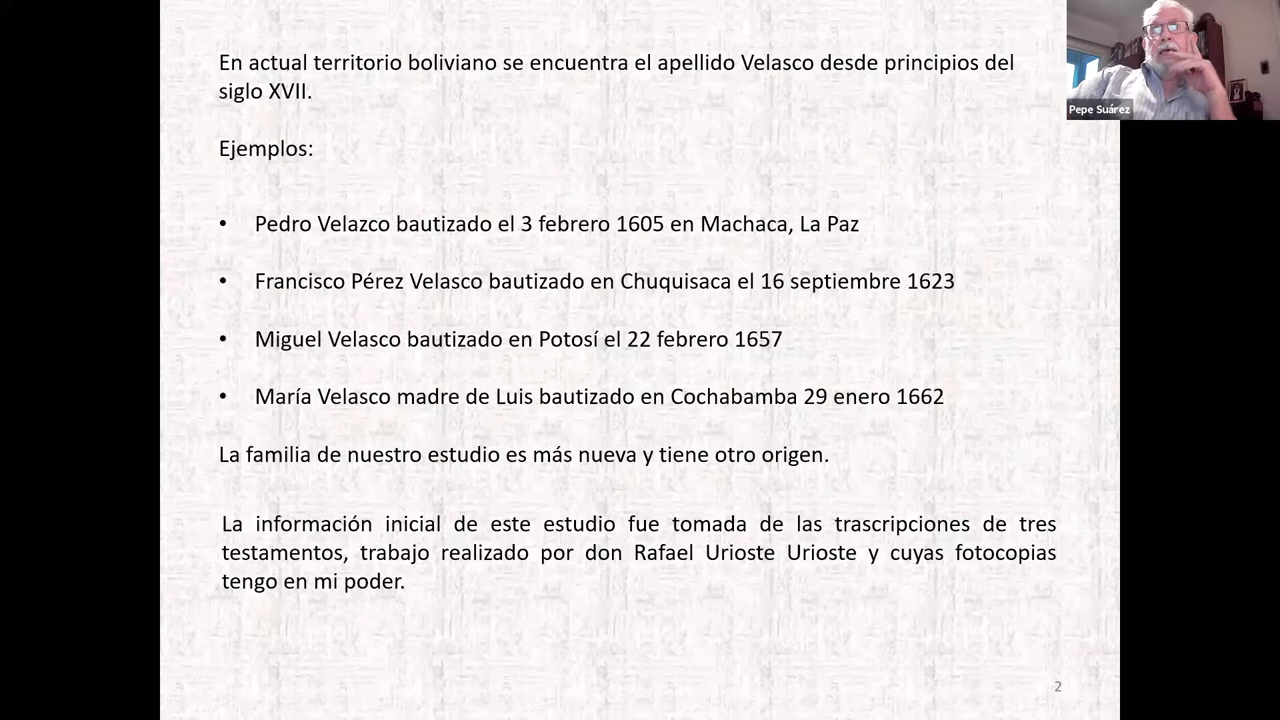 En actual territorio boliviano se encuentra el apellido Velasco desde principios del
siglo XVII.
Ejemplos:
• Pedro Velazco bautizado el 3 febrero 1605 en Machaca, La Paz
• Francisco Pérez Velasco bautizado en Chuquisaca el 16 septiembre 1623
• Miguel Velasco bautizado en Potosí el 22 febrero 1657
• María Velasco madre de Luis bautizado en Cochabamba 29 enero 1662
La familia de nuestro estudio es más nueva y tiene otro origen.
La información inicial de este estudio fue tomada de las trascripciones de tres
testamentos, trabajo realizado por don Rafael Urioste Urioste y cuyas fotocopias
tengo en mi poder.
2
Pepe Suárez